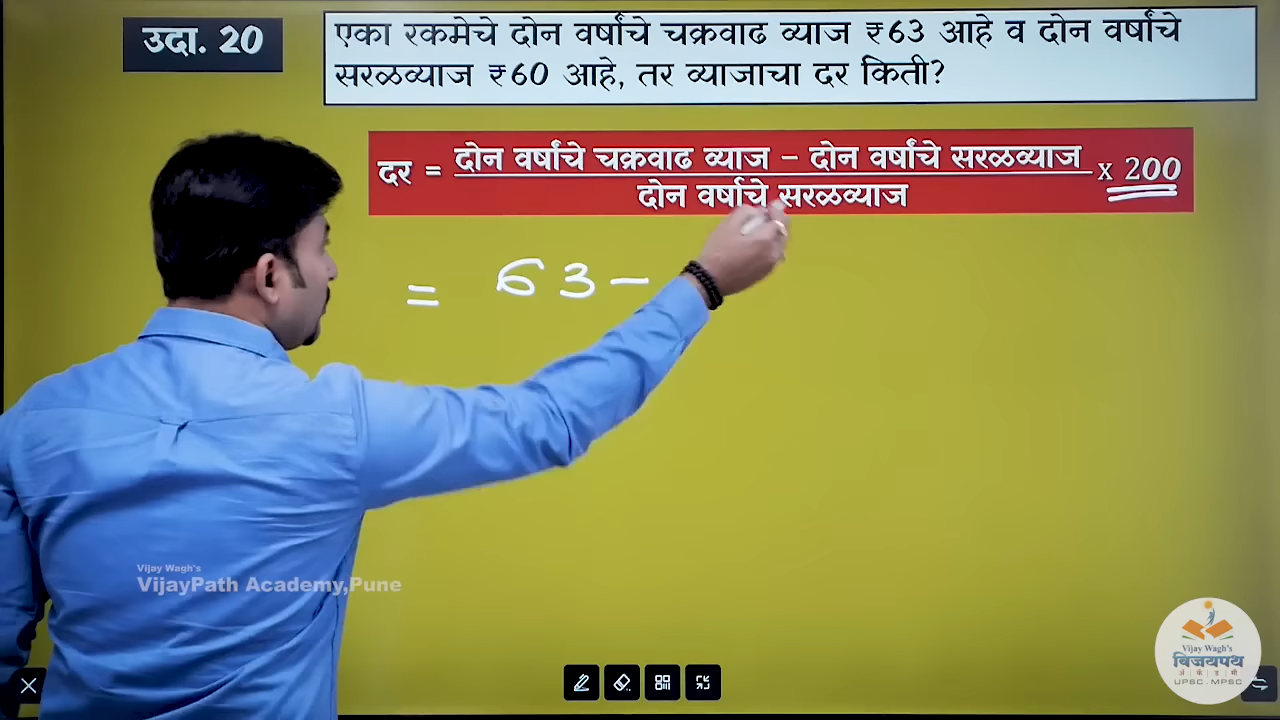 उदा. 20
एका रकमेचे दोन वर्षांचे चक्रवाढ व्याज ₹63 आहे व दोन वर्षांचे
सरळव्याज ₹60 आहे, तर व्याजाचा दर किती?
दर = दोन वर्षांचे चक्रवाढ व्याज – दोन वर्षांचे सरळव्याज
दोन वर्षाचे सरळव्याज
x 200
= 63 –
Vijay Wagh's
VijayPath Academy,Pune
Vijay Wagh's
विजयपथ
अ‍ॅ | कॅ | ड | मी
UPSC - MPSC